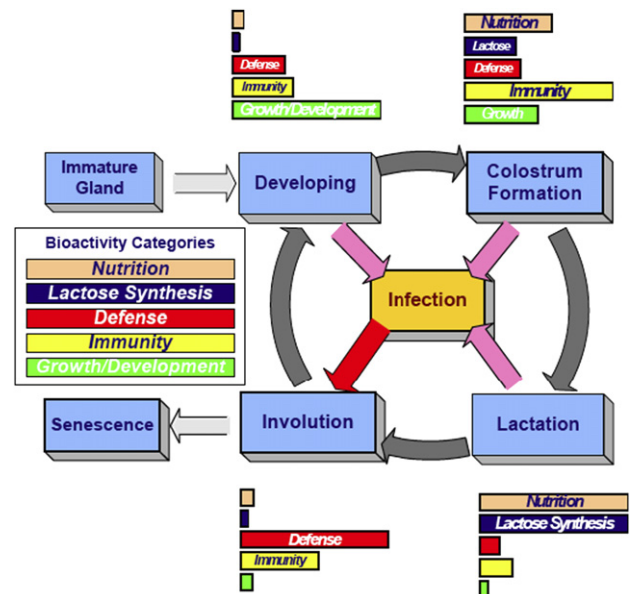 Nutrition
Lactose
Defense
Defense
Immunity
Immunity
Growth/Development
Growth
Immature
Gland
Developing
Colostrum
Formation
Bioactivity Categories
Nutrition
Lactose Synthesis
Defense
Immunity
Growth/Development
Infection
Senescence
Involution
Lactation
Nutrition
Lactose Synthesis
Defense
Immunity